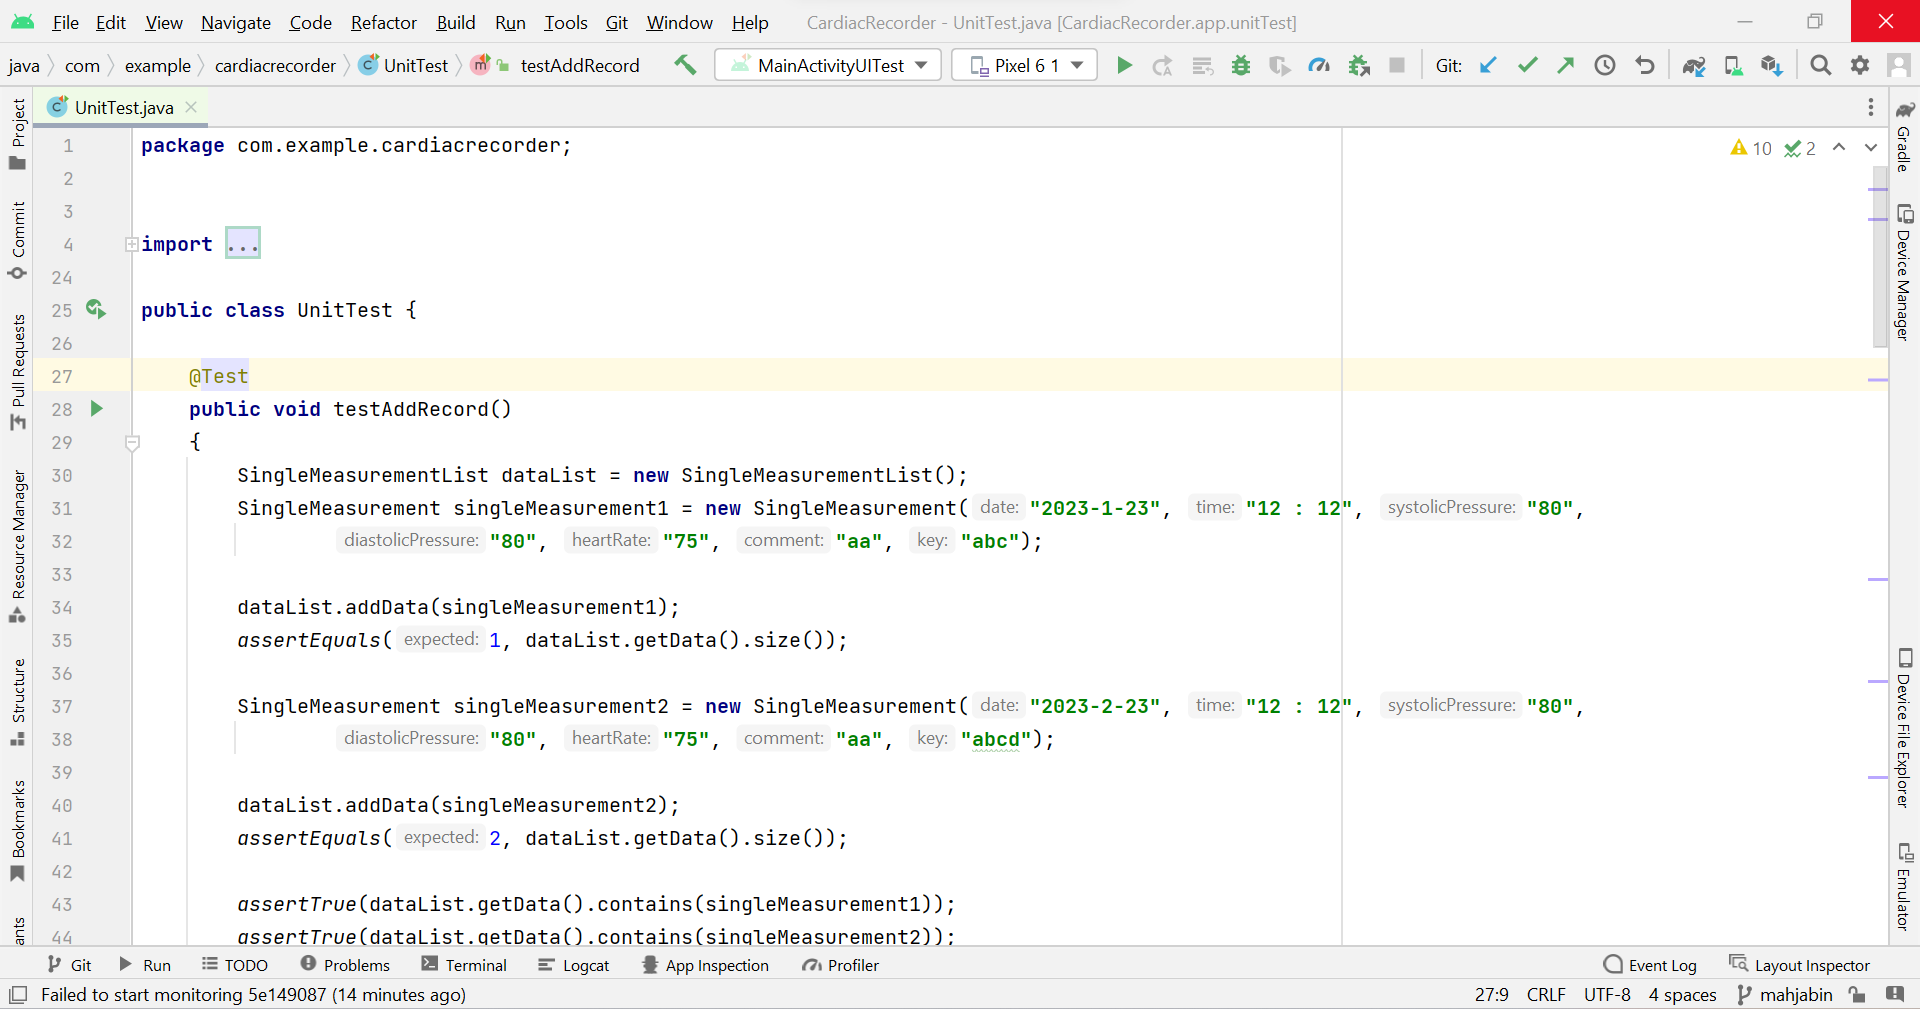 File Edit View Navigate Code Refactor Build Run Tools Git Window Help CardiacRecorder - UnitTest.java [CardiacRecorder.app.unitTest]
java com example cardiacrecorder UnitTest testAddRecord MainActivityUITest Pixel 6 1 Git:
UnitTest.java
Project
Commit
Pull Requests
Resource Manager
Structure
Bookmarks
ants
1 package com.example.cardiacrecorder;
10 2
2
3
4 import ...
24
25 public class UnitTest {
26
27 @Test
28 public void testAddRecord()
29 {
30 SingleMeasurementList dataList = new SingleMeasurementList();
31 SingleMeasurement singleMeasurement1 = new SingleMeasurement( date: "2023-1-23", time: "12 : 12", systolicPressure: "80",
32 diastolicPressure: "80", heartRate: "75", comment: "aa", key: "abc");
33
34 dataList.addData(singleMeasurement1);
35 assertEquals( expected: 1, dataList.getData().size());
36
37 SingleMeasurement singleMeasurement2 = new SingleMeasurement( date: "2023-2-23", time: "12 : 12", systolicPressure: "80",
38 diastolicPressure: "80", heartRate: "75", comment: "aa", key: "abcd");
39
40 dataList.addData(singleMeasurement2);
41 assertEquals( expected: 2, dataList.getData().size());
42
43 assertTrue(dataList.getData().contains(singleMeasurement1));
44 assertTrue(dataList.getData().contains(singleMeasurement2));
Gradle
Device Manager
Device File Explorer
Emulator
Git Run TODO Problems Terminal Logcat App Inspection Profiler Event Log Layout Inspector
Failed to start monitoring 5e149087 (14 minutes ago) 27:9 CRLF UTF-8 4 spaces mahjabin